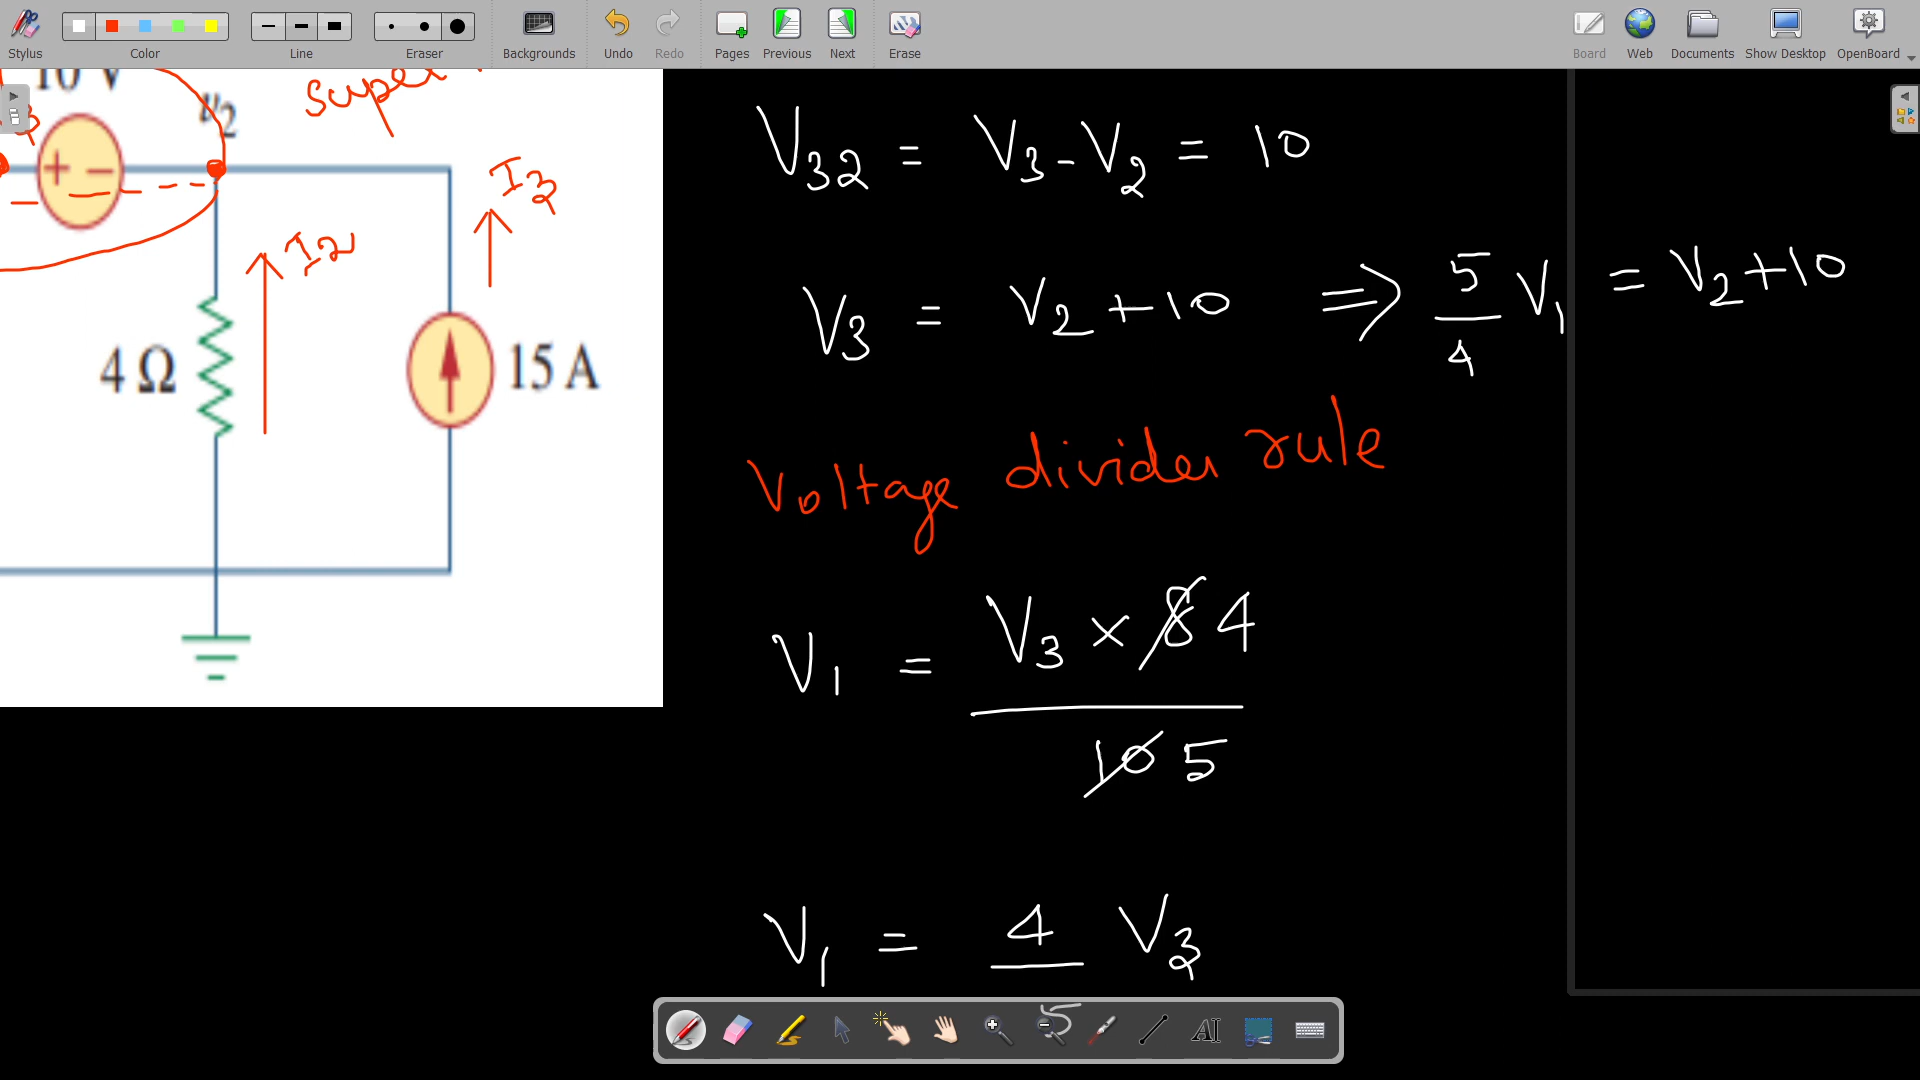 Stylus Color Line Eraser Backgrounds Undo Redo Pages Previous Next Erase Board Web Documents Show Desktop OpenBoard
10 V
v2
+ −
I2
I3
4 Ω
15 A
V32 = V3 - V2 = 10
V3 = V2 + 10 ⇒ 5/4 V1 = V2 + 10
Voltage divider rule
V1 = V3 × 8 4
10 5
V1 = 4 V3
5